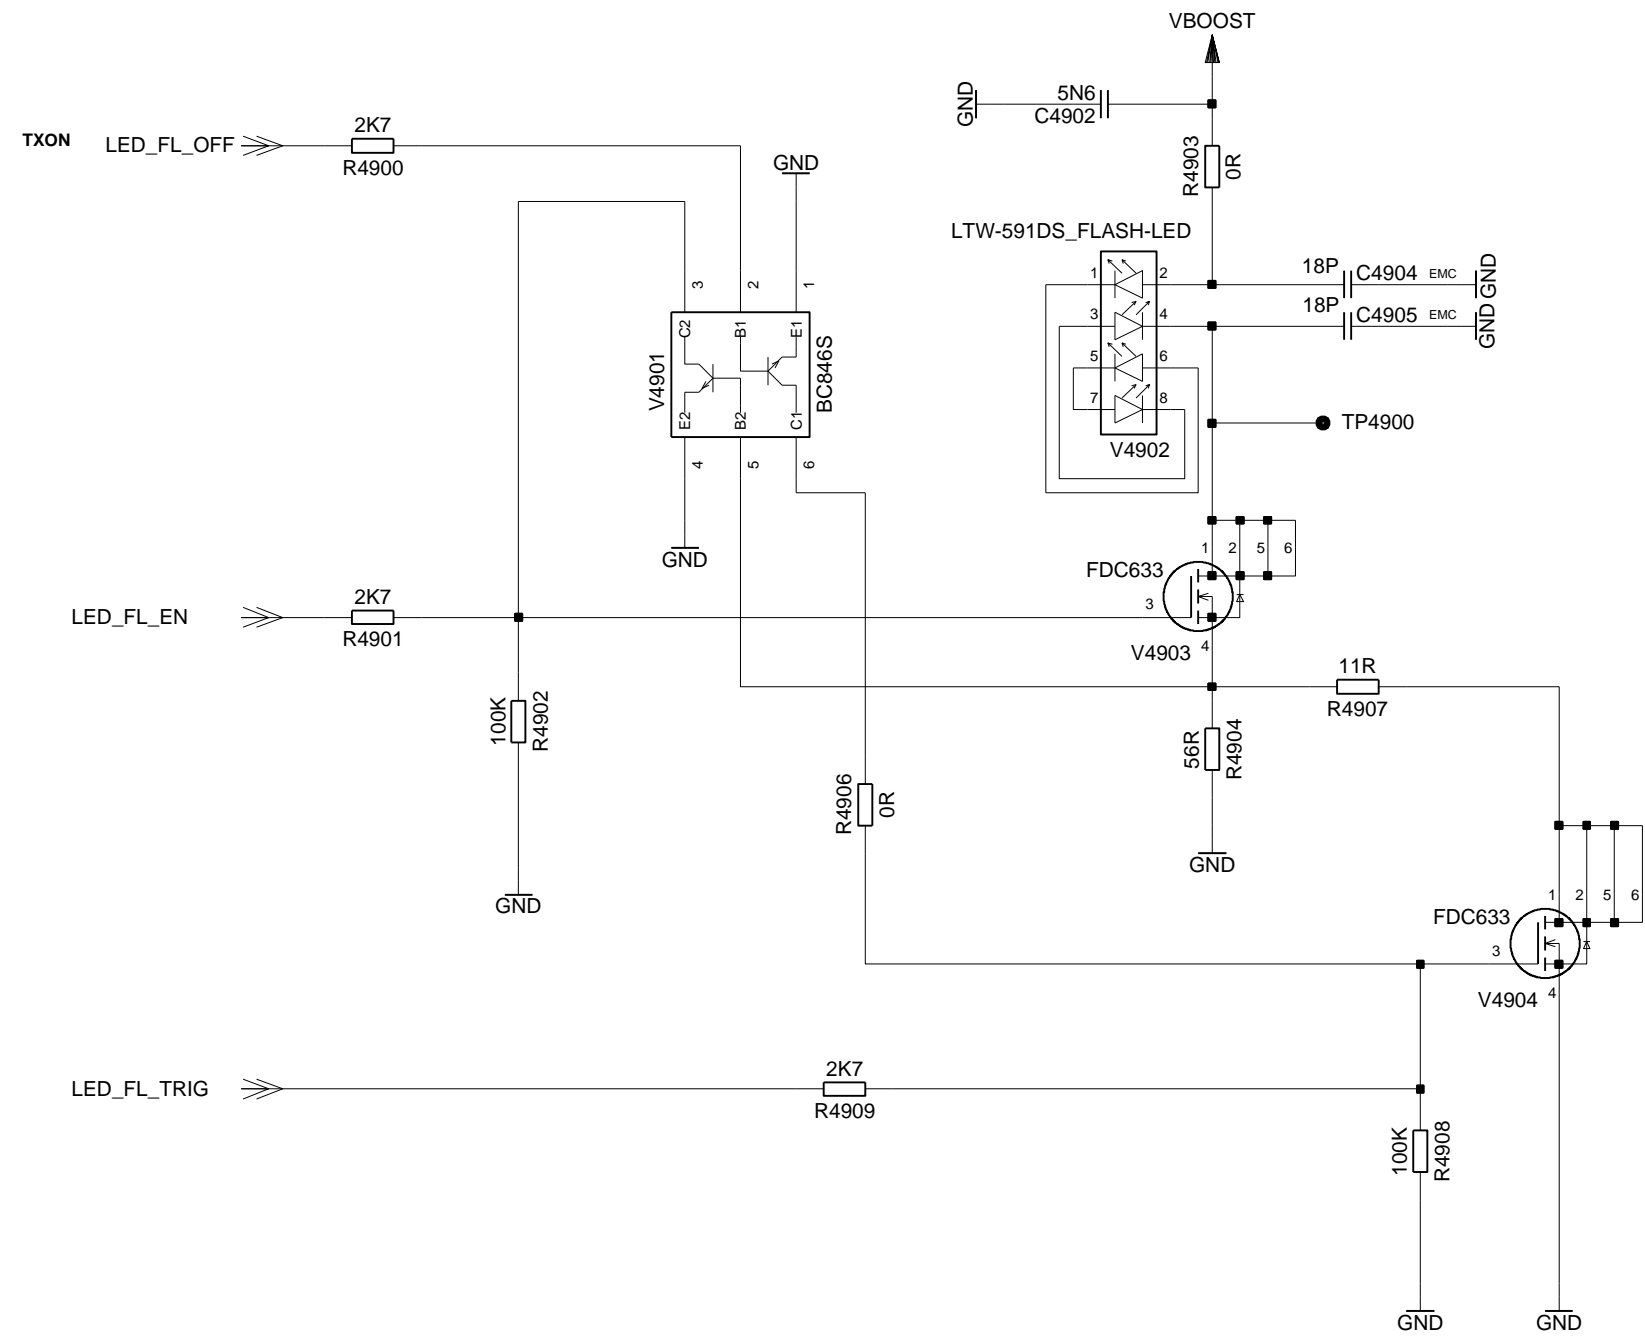 VBOOST
GND
5N6
C4902
TXON
LED_FL_OFF
2K7
R4900
GND
R4903
0R
LTW-591DS_FLASH-LED
1
2
18P
C4904
EMC
GND
3
4
18P
C4905
EMC
GND
5
6
7
8
V4902
TP4900
3
2
1
C2
B1
E1
V4901
BC846S
E2
B2
C1
4
5
6
GND
1
2
5
6
FDC633
3
V4903
4
LED_FL_EN
2K7
R4901
11R
R4907
100K
R4902
56R
R4904
R4906
0R
GND
GND
1
2
5
6
FDC633
3
V4904
4
LED_FL_TRIG
2K7
R4909
100K
R4908
GND
GND